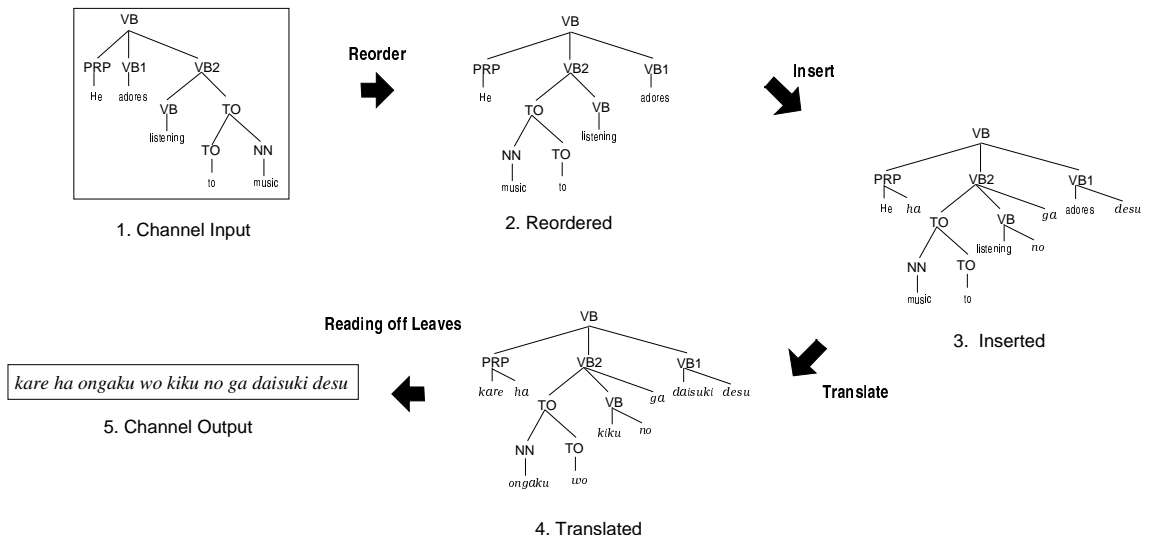 VB
PRP VB1 VB2
He adores
VB TO
listening
TO NN
to music
1. Channel Input
Reorder
VB
PRP VB2 VB1
He adores
TO VB
listening
NN TO
music to
2. Reordered
Insert
VB
PRP VB2 VB1
He ha ga adores desu
TO VB
listening no
NN TO
music to
3. Inserted
Translate
VB
PRP VB2 VB1
kare ha ga daisuki desu
TO VB
kiku no
NN TO
ongaku wo
4. Translated
Reading off Leaves
kare ha ongaku wo kiku no ga daisuki desu
5. Channel Output